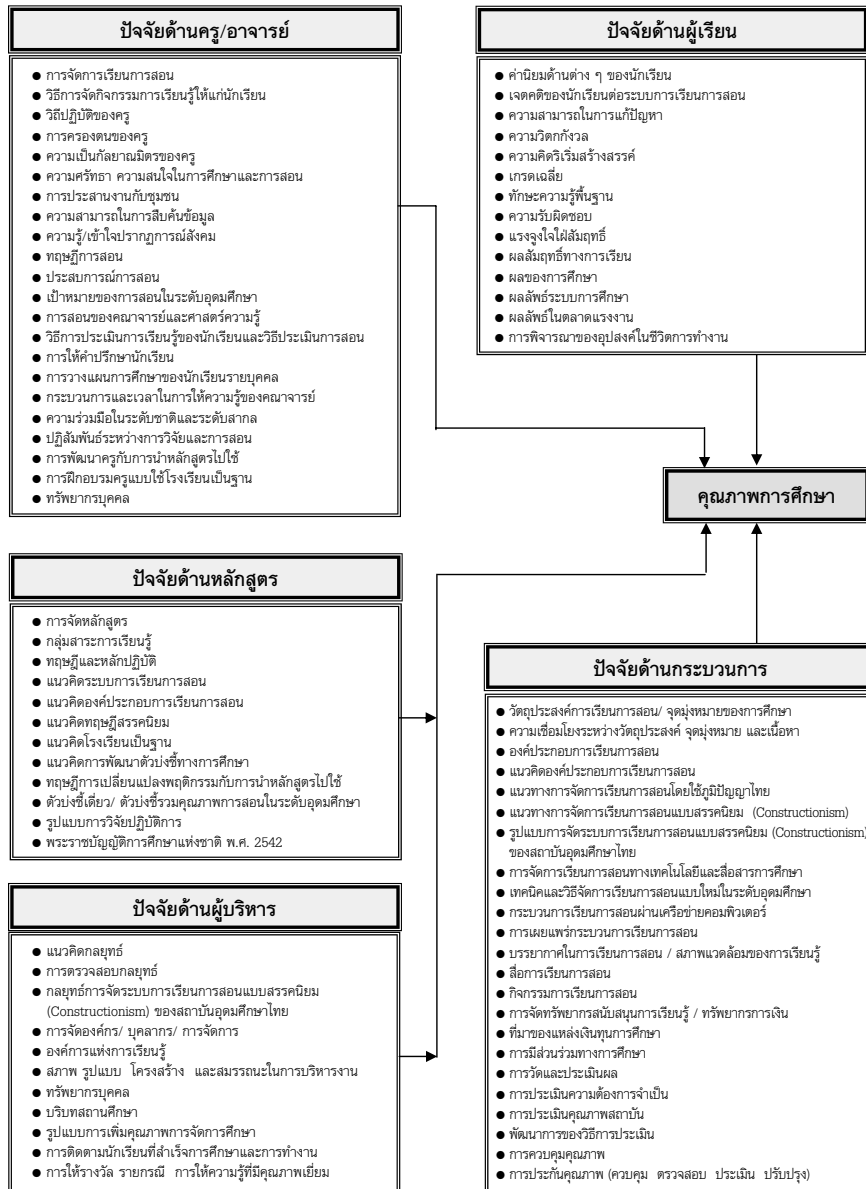 ปัจจัยด้านครู/อาจารย์
● การจัดการเรียนการสอน
● วิธีการจัดกิจกรรมการเรียนรู้ให้แก่นักเรียน
● วิถีปฏิบัติของครู
● การครองตนของครู
● ความเป็นกัลยาณมิตรของครู
● ความศรัทธา ความสนใจในการศึกษาและการสอน
● การประสานงานกับชุมชน
● ความสามารถในการสืบค้นข้อมูล
● ความรู้/เข้าใจปรากฏการณ์สังคม
● ทฤษฏีการสอน
● ประสบการณ์การสอน
● เป้าหมายของการสอนในระดับอุดมศึกษา
● การสอนของคณาจารย์และศาสตร์ความรู้
● วิธีการประเมินการเรียนรู้ของนักเรียนและวิธีประเมินการสอน
● การให้คำปรึกษานักเรียน
● การวางแผนการศึกษาของนักเรียนรายบุคคล
● กระบวนการและเวลาในการให้ความรู้ของคณาจารย์
● ความร่วมมือในระดับชาติและระดับสากล
● ปฏิสัมพันธ์ระหว่างการวิจัยและการสอน
● การพัฒนาครูกับการนำหลักสูตรไปใช้
● การฝึกอบรมครูแบบใช้โรงเรียนเป็นฐาน
● ทรัพยากรบุคคล
ปัจจัยด้านผู้เรียน
● ค่านิยมด้านต่าง ๆ ของนักเรียน
● เจตคติของนักเรียนต่อระบบการเรียนการสอน
● ความสามารถในการแก้ปัญหา
● ความวิตกกังวล
● ความคิดริเริ่มสร้างสรรค์
● เกรดเฉลี่ย
● ทักษะความรู้พื้นฐาน
● ความรับผิดชอบ
● แรงจูงใจใฝ่สัมฤทธิ์
● ผลสัมฤทธิ์ทางการเรียน
● ผลของการศึกษา
● ผลลัพธ์ระบบการศึกษา
● ผลลัพธ์ในตลาดแรงงาน
● การพิจารณาของอุปสงค์ในชีวิตการทำงาน
คุณภาพการศึกษา
ปัจจัยด้านหลักสูตร
● การจัดหลักสูตร
● กลุ่มสาระการเรียนรู้
● ทฤษฎีและหลักปฏิบัติ
● แนวคิดระบบการเรียนการสอน
● แนวคิดองค์ประกอบการเรียนการสอน
● แนวคิดทฤษฎีสรรคนิยม
● แนวคิดโรงเรียนเป็นฐาน
● แนวคิดการพัฒนาตัวบ่งชี้ทางการศึกษา
● ทฤษฎีการเปลี่ยนแปลงพฤติกรรมกับการนำหลักสูตรไปใช้
● ตัวบ่งชี้เดี่ยว/ ตัวบ่งชี้รวมคุณภาพการสอนในระดับอุดมศึกษา
● รูปแบบการวิจัยปฏิบัติการ
● พระราชบัญญัติการศึกษาแห่งชาติ พ.ศ. 2542
ปัจจัยด้านผู้บริหาร
● แนวคิดกลยุทธ์
● การตรวจสอบกลยุทธ์
● กลยุทธ์การจัดระบบการเรียนการสอนแบบสรรคนิยม
(Constructionism) ของสถาบันอุดมศึกษาไทย
● การจัดองค์กร/ บุคลากร/ การจัดการ
● องค์การแห่งการเรียนรู้
● สภาพ รูปแบบ โครงสร้าง และสมรรถนะในการบริหารงาน
● ทรัพยากรบุคคล
● บริบทสถานศึกษา
● รูปแบบการเพิ่มคุณภาพการจัดการศึกษา
● การติดตามนักเรียนที่สำเร็จการศึกษาและการทำงาน
● การให้รางวัล รายกรณี การให้ความรู้ที่มีคุณภาพเยี่ยม
ปัจจัยด้านกระบวนการ
● วัตถุประสงค์การเรียนการสอน/ จุดมุ่งหมายของการศึกษา
● ความเชื่อมโยงระหว่างวัตถุประสงค์ จุดมุ่งหมาย และเนื้อหา
● องค์ประกอบการเรียนการสอน
● แนวคิดองค์ประกอบการเรียนการสอน
● แนวทางการจัดการเรียนการสอนโดยใช้ภูมิปัญญาไทย
● แนวทางการจัดการเรียนการสอนแบบสรรคนิยม (Constructionism)
● รูปแบบการจัดระบบการเรียนการสอนแบบสรรคนิยม (Constructionism)
ของสถาบันอุดมศึกษาไทย
● การจัดการเรียนการสอนทางเทคโนโลยีและสื่อสารการศึกษา
● เทคนิคและวิธีจัดการเรียนการสอนแบบใหม่ในระดับอุดมศึกษา
● กระบวนการเรียนการสอนผ่านเครือข่ายคอมพิวเตอร์
● การเผยแพร่กระบวนการเรียนการสอน
● บรรยากาศในการเรียนการสอน / สภาพแวดล้อมของการเรียนรู้
● สื่อการเรียนการสอน
● กิจกรรมการเรียนการสอน
● การจัดทรัพยากรสนับสนุนการเรียนรู้ / ทรัพยากรการเงิน
● ที่มาของแหล่งเงินทุนการศึกษา
● การมีส่วนร่วมทางการศึกษา
● การวัดและประเมินผล
● การประเมินความต้องการจำเป็น
● การประเมินคุณภาพสถาบัน
● พัฒนาการของวิธีการประเมิน
● การควบคุมคุณภาพ
● การประกันคุณภาพ (ควบคุม ตรวจสอบ ประเมิน ปรับปรุง)